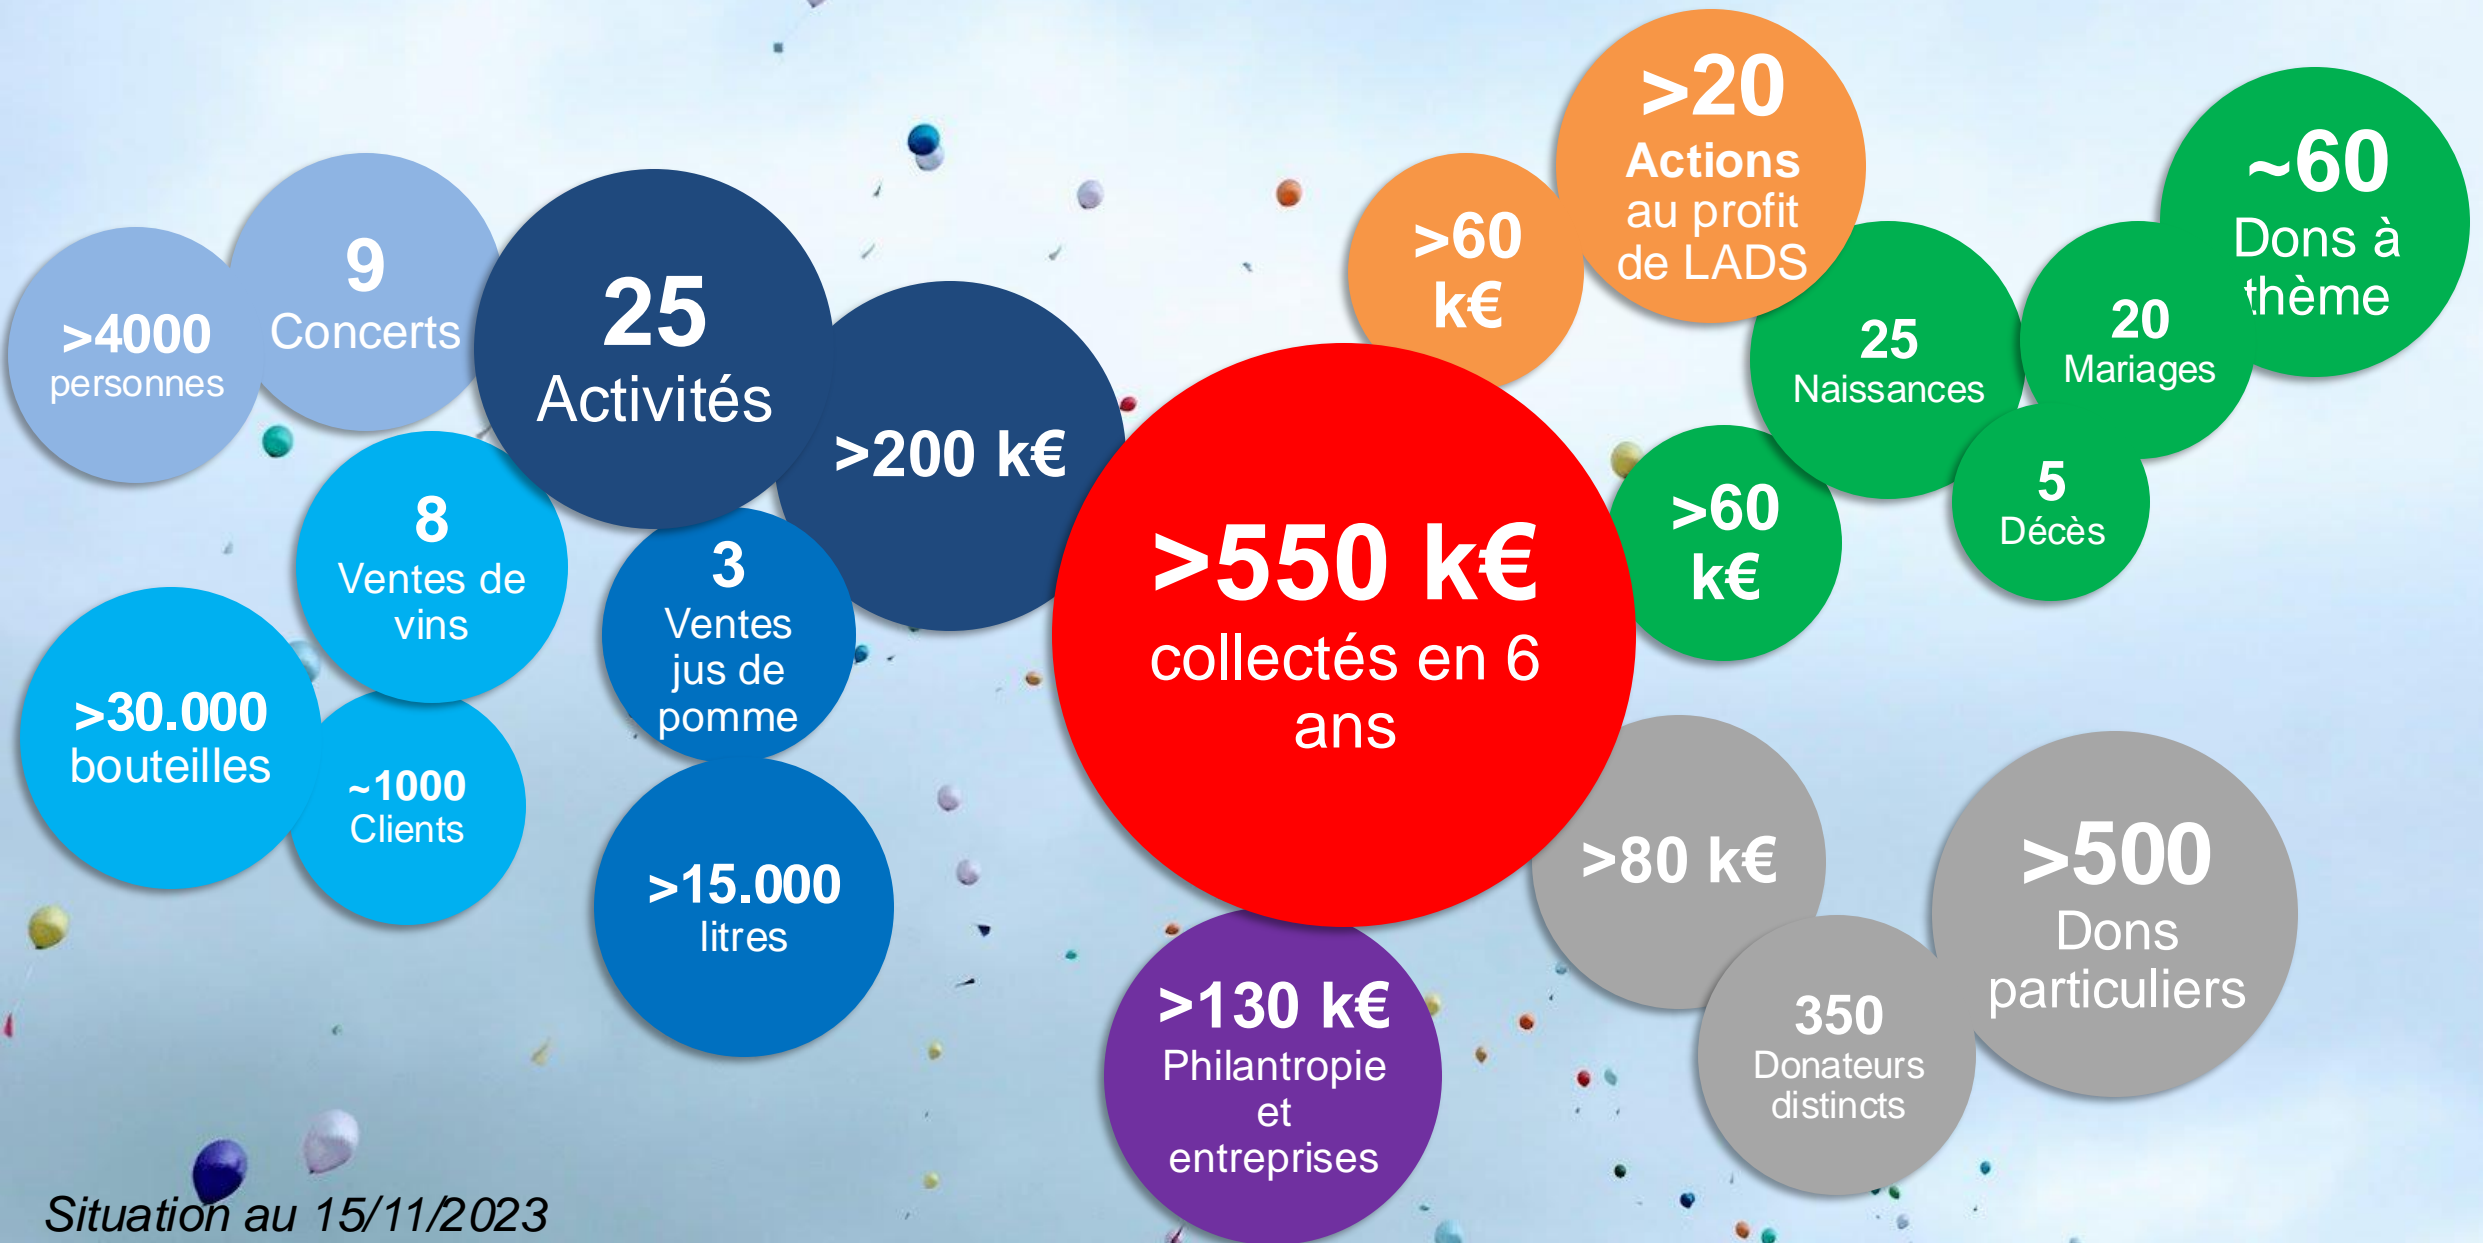 >4000
personnes
9
Concerts
25
Activités
>200 k€
8
Ventes de
vins
>30.000
bouteilles
~1000
Clients
3
Ventes
jus de
pomme
>15.000
litres
>550 k€
collectés en 6
ans
>60
k€
>20
Actions
au profit
de LADS
~60
Dons à
thème
25
Naissances
20
Mariages
5
Décès
>60
k€
>80 k€
350
Donateurs
distincts
>500
Dons
particuliers
>130 k€
Philantropie
et
entreprises
Situation au 15/11/2023